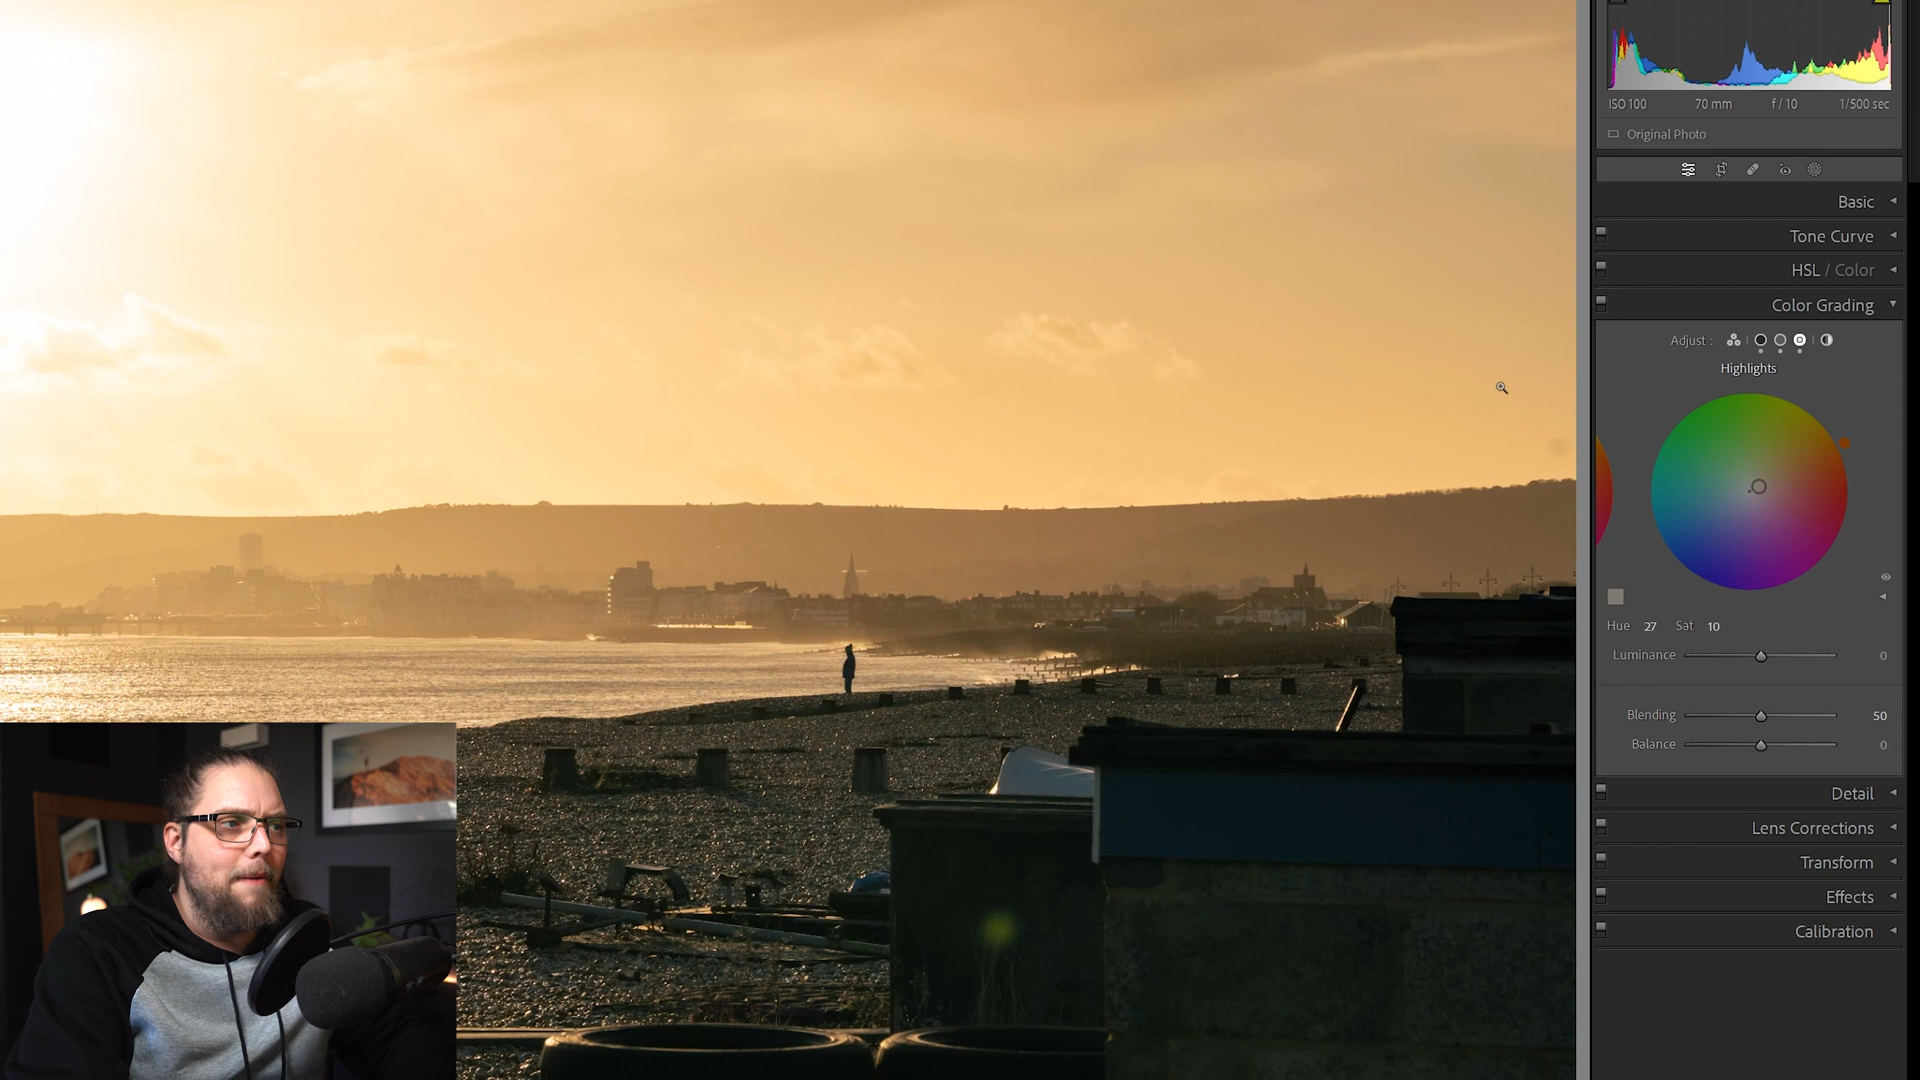 ISO 100 70 mm f / 10 1/500 sec
Original Photo
Basic
Tone Curve
HSL / Color
Color Grading
Adjust :
Highlights
Hue 27 Sat 10
Luminance 0
Blending 50
Balance 0
Detail
Lens Corrections
Transform
Effects
Calibration